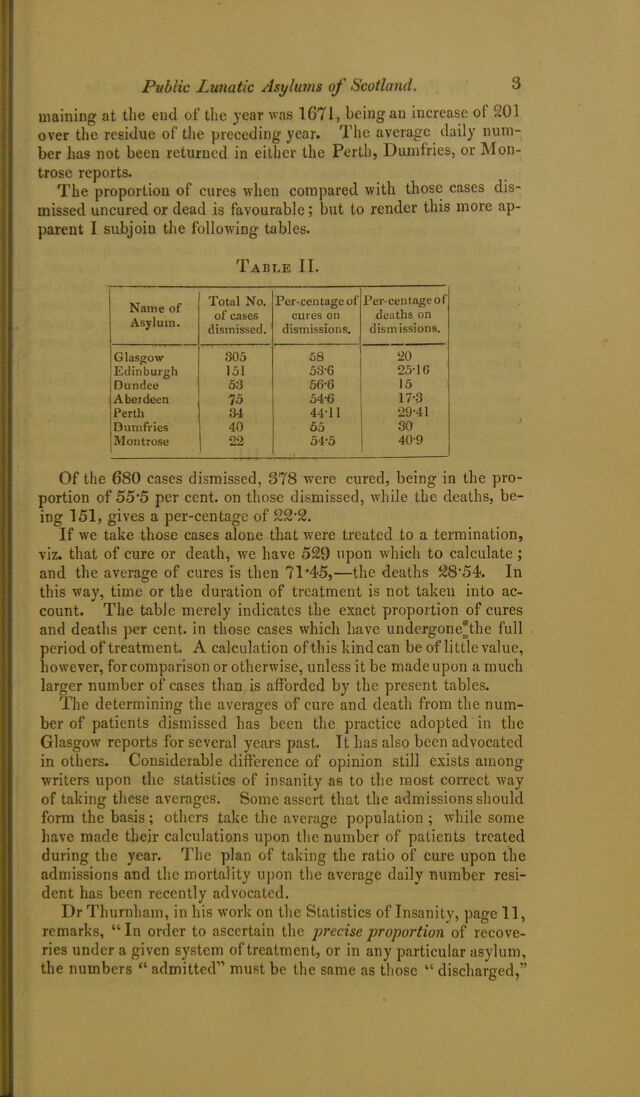 Public Lunatic Asylums of Scotland. 3
maining at the end of the year was 1671, being an increase of 201
over the residue of the preceding year. The average daily num-
ber has not been returned in either the Perth, Dumfries, or Mon-
trose reports.
The proportion of cures when compared with those cases dis-
missed uncured or dead is favourable; but to render this more ap-
parent I subjoin the following tables.
Table II.
Name of Asylum. | Total No. of cases dismissed. | Per-centage of cures on dismissions. | Per-centage of deaths on dismissions.
Glasgow 305 58 20
Edinburgh 151 53·6 25·16
Dundee 53 56·6 15
Aberdeen 75 54·6 17·3
Perth 34 44·11 29·41
Dumfries 40 65 30
Montrose 22 54·5 40·9
Of the 680 cases dismissed, 378 were cured, being in the pro-
portion of 55·5 per cent. on those dismissed, while the deaths, be-
ing 151, gives a per-centage of 22·2.
If we take those cases alone that were treated to a termination,
viz. that of cure or death, we have 529 upon which to calculate;
and the average of cures is then 71·45,—the deaths 28·54. In
this way, time or the duration of treatment is not taken into ac-
count. The table merely indicates the exact proportion of cures
and deaths per cent. in those cases which have undergone the full
period of treatment. A calculation of this kind can be of little value,
however, for comparison or otherwise, unless it be made upon a much
larger number of cases than is afforded by the present tables.
The determining the averages of cure and death from the num-
ber of patients dismissed has been the practice adopted in the
Glasgow reports for several years past. It has also been advocated
in others. Considerable difference of opinion still exists among
writers upon the statistics of insanity as to the most correct way
of taking these averages. Some assert that the admissions should
form the basis; others take the average population; while some
have made their calculations upon the number of patients treated
during the year. The plan of taking the ratio of cure upon the
admissions and the mortality upon the average daily number resi-
dent has been recently advocated.
Dr Thurnham, in his work on the Statistics of Insanity, page 11,
remarks, "In order to ascertain the precise proportion of recove-
ries under a given system of treatment, or in any particular asylum,
the numbers "admitted" must be the same as those "discharged,"